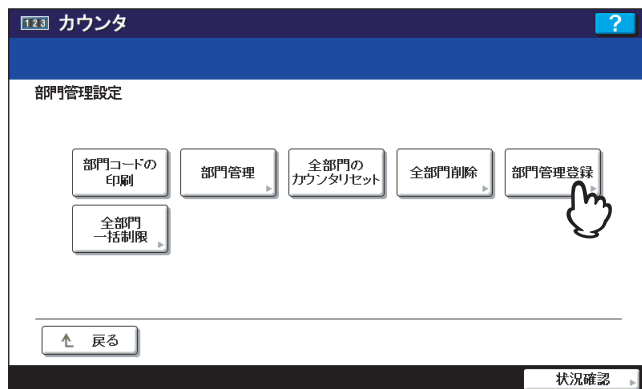 123 カウンタ
?
部門管理設定
部門コードの
印刷
部門管理
全部門の
カウンタリセット
全部門削除
部門管理登録
全部門
一括制限
戻る
状況確認